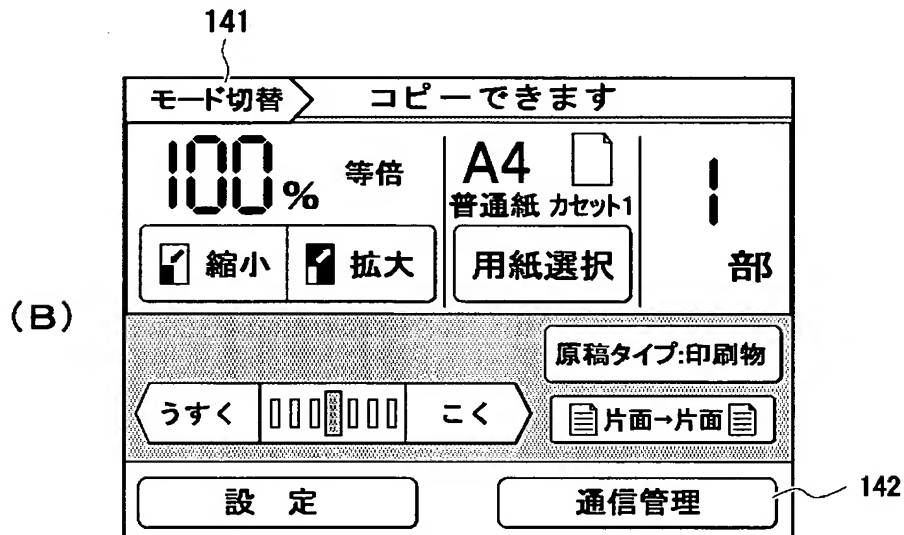 141
モード切替 コピーできます
100% 等倍 A4 1
普通紙 カセット1
縮小 拡大 用紙選択 部
(B)
原稿タイプ:印刷物
うすく こく 片面→片面
設 定 通信管理 142